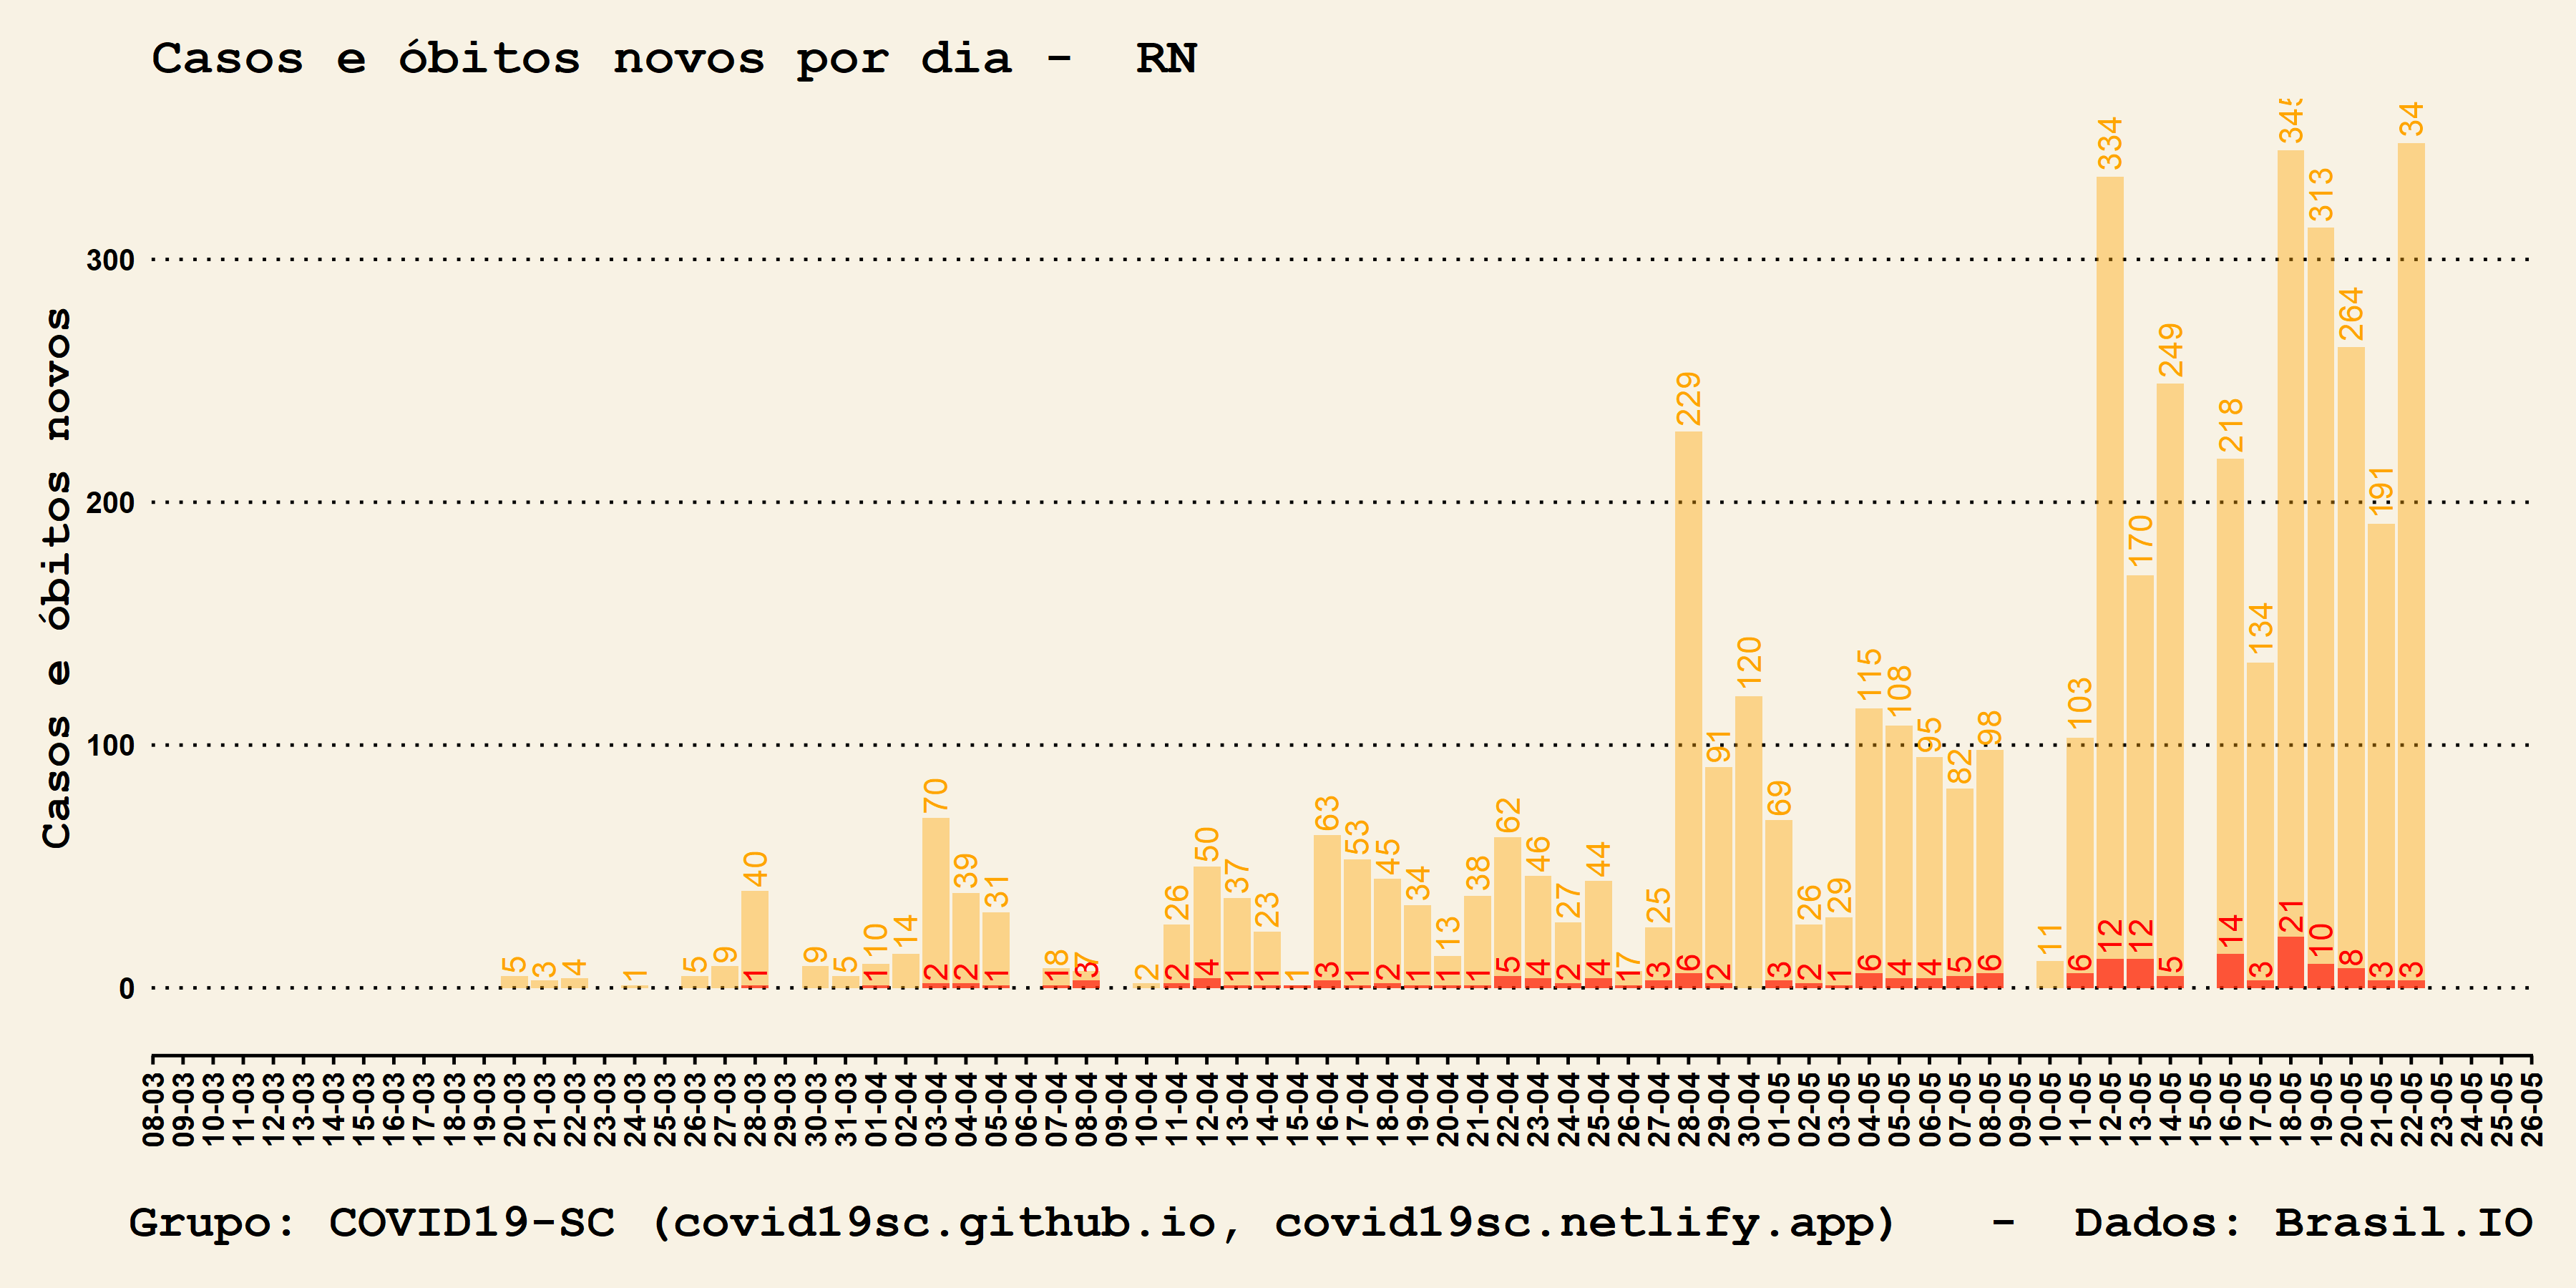 Casos e óbitos novos por dia -  RN
Casos e óbitos novos
300
200
100
0
5 3 4 1 5 9 40 9 5 10 14 70 39 31 8 7 2 26 50 37 23 1 63 53 45 34 13 38 62 46 27 44 7 25 229 91 120 69 26 29 115 108 95 82 98 11 103 334 170 249 218 134 345 313 264 191 34
1 1 2 2 1 1 3 2 4 1 1 3 1 2 1 1 1 5 4 2 4 1 3 6 2 3 2 1 6 4 4 5 6 6 12 12 5 14 3 21 10 8 3 3
08-03 09-03 10-03 11-03 12-03 13-03 14-03 15-03 16-03 17-03 18-03 19-03 20-03 21-03 22-03 23-03 24-03 25-03 26-03 27-03 28-03 29-03 30-03 31-03 01-04 02-04 03-04 04-04 05-04 06-04 07-04 08-04 09-04 10-04 11-04 12-04 13-04 14-04 15-04 16-04 17-04 18-04 19-04 20-04 21-04 22-04 23-04 24-04 25-04 26-04 27-04 28-04 29-04 30-04 01-05 02-05 03-05 04-05 05-05 06-05 07-05 08-05 09-05 10-05 11-05 12-05 13-05 14-05 15-05 16-05 17-05 18-05 19-05 20-05 21-05 22-05 23-05 24-05 25-05 26-05
Grupo: COVID19-SC (covid19sc.github.io, covid19sc.netlify.app)   -  Dados: Brasil.IO